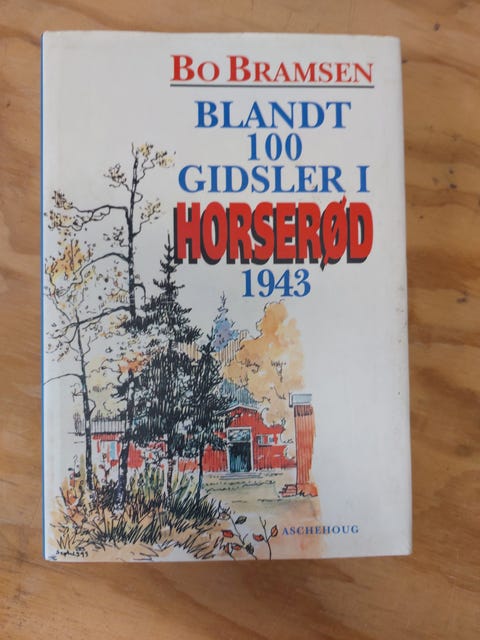 BO BRAMSEN
BLANDT
100
GIDSLER I
HORSERØD
1943
ASCHEHOUG